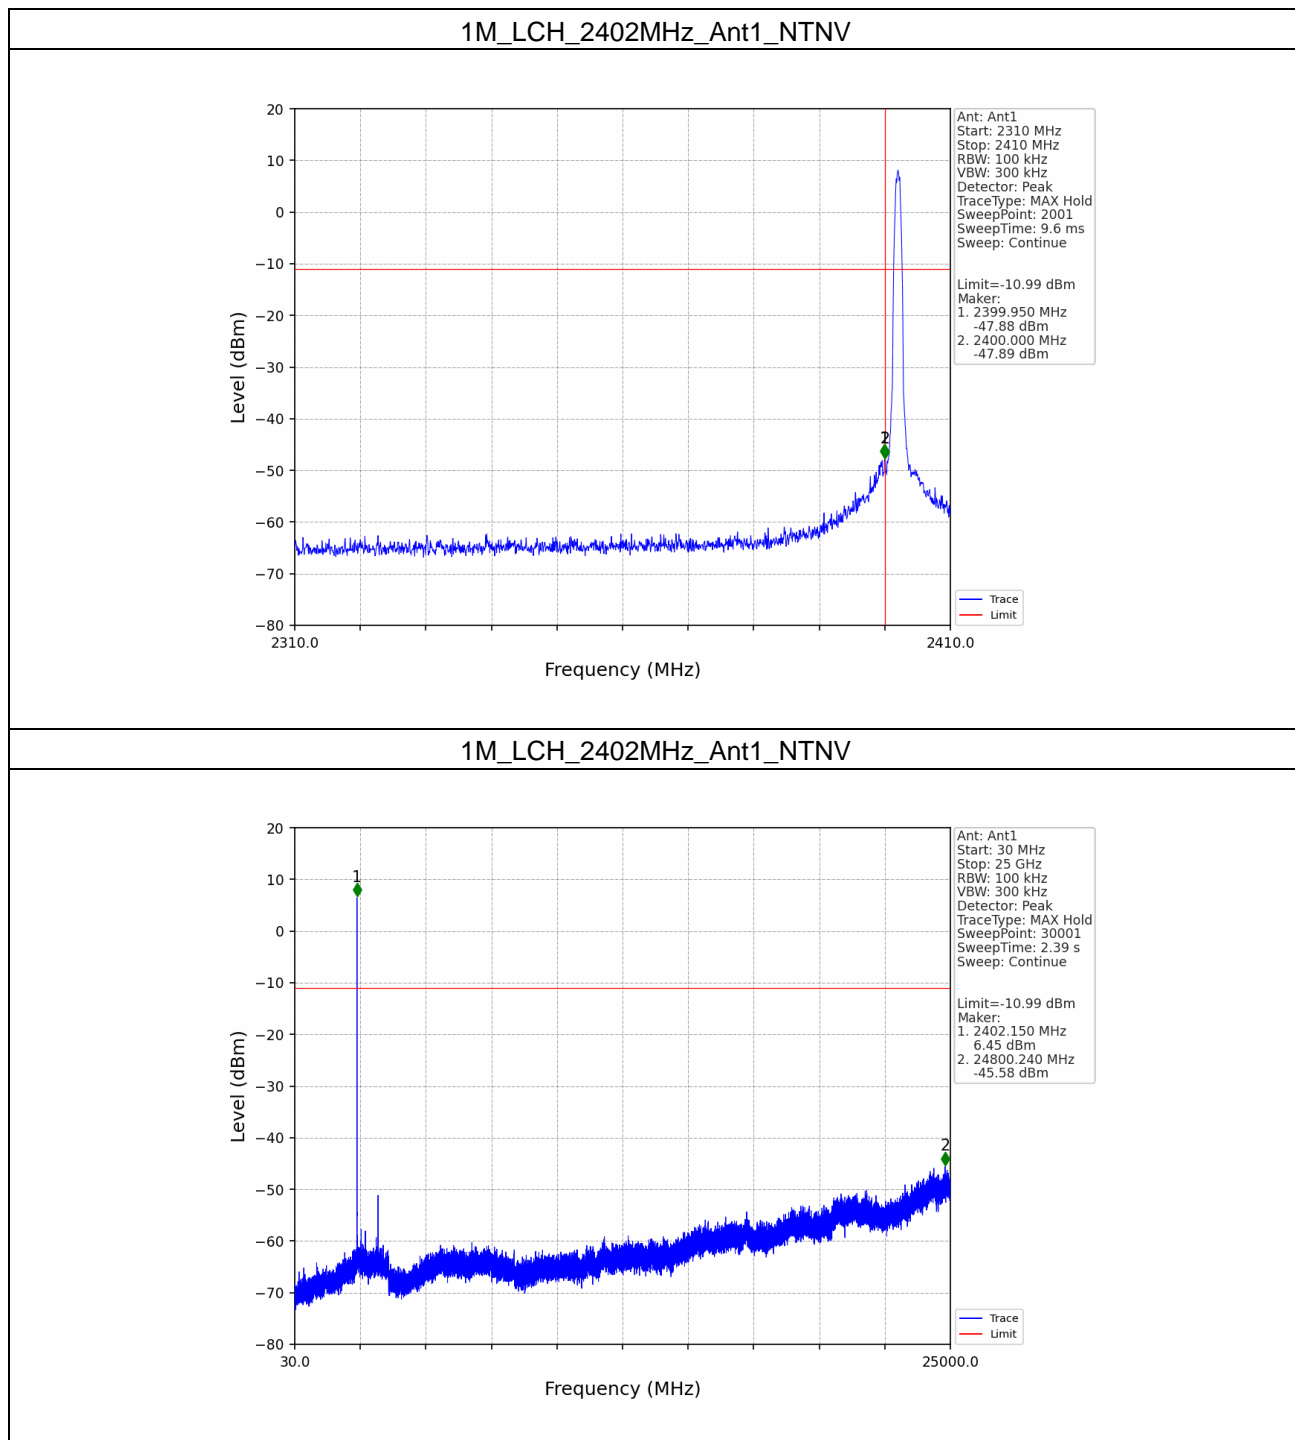 1M_LCH_2402MHz_Ant1_NTNV
20
10
0
−10
−20
−30
−40
−50
−60
−70
−80
Level (dBm)
2
2310.0
2410.0
Frequency (MHz)
Ant: Ant1
Start: 2310 MHz
Stop: 2410 MHz
RBW: 100 kHz
VBW: 300 kHz
Detector: Peak
TraceType: MAX Hold
SweepPoint: 2001
SweepTime: 9.6 ms
Sweep: Continue
Limit=-10.99 dBm
Maker:
1. 2399.950 MHz
-47.88 dBm
2. 2400.000 MHz
-47.89 dBm
Trace
Limit
1M_LCH_2402MHz_Ant1_NTNV
20
10
0
−10
−20
−30
−40
−50
−60
−70
−80
Level (dBm)
1
2
30.0
25000.0
Frequency (MHz)
Ant: Ant1
Start: 30 MHz
Stop: 25 GHz
RBW: 100 kHz
VBW: 300 kHz
Detector: Peak
TraceType: MAX Hold
SweepPoint: 30001
SweepTime: 2.39 s
Sweep: Continue
Limit=-10.99 dBm
Maker:
1. 2402.150 MHz
6.45 dBm
2. 24800.240 MHz
-45.58 dBm
Trace
Limit